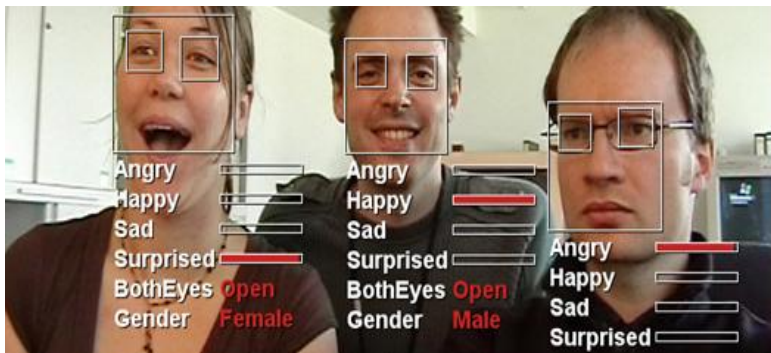 Angry
Happy
Sad
Surprised
BothEyes Open
Gender Female
Angry
Happy
Sad
Surprised
BothEyes Open
Gender Male
Angry
Happy
Sad
Surprised